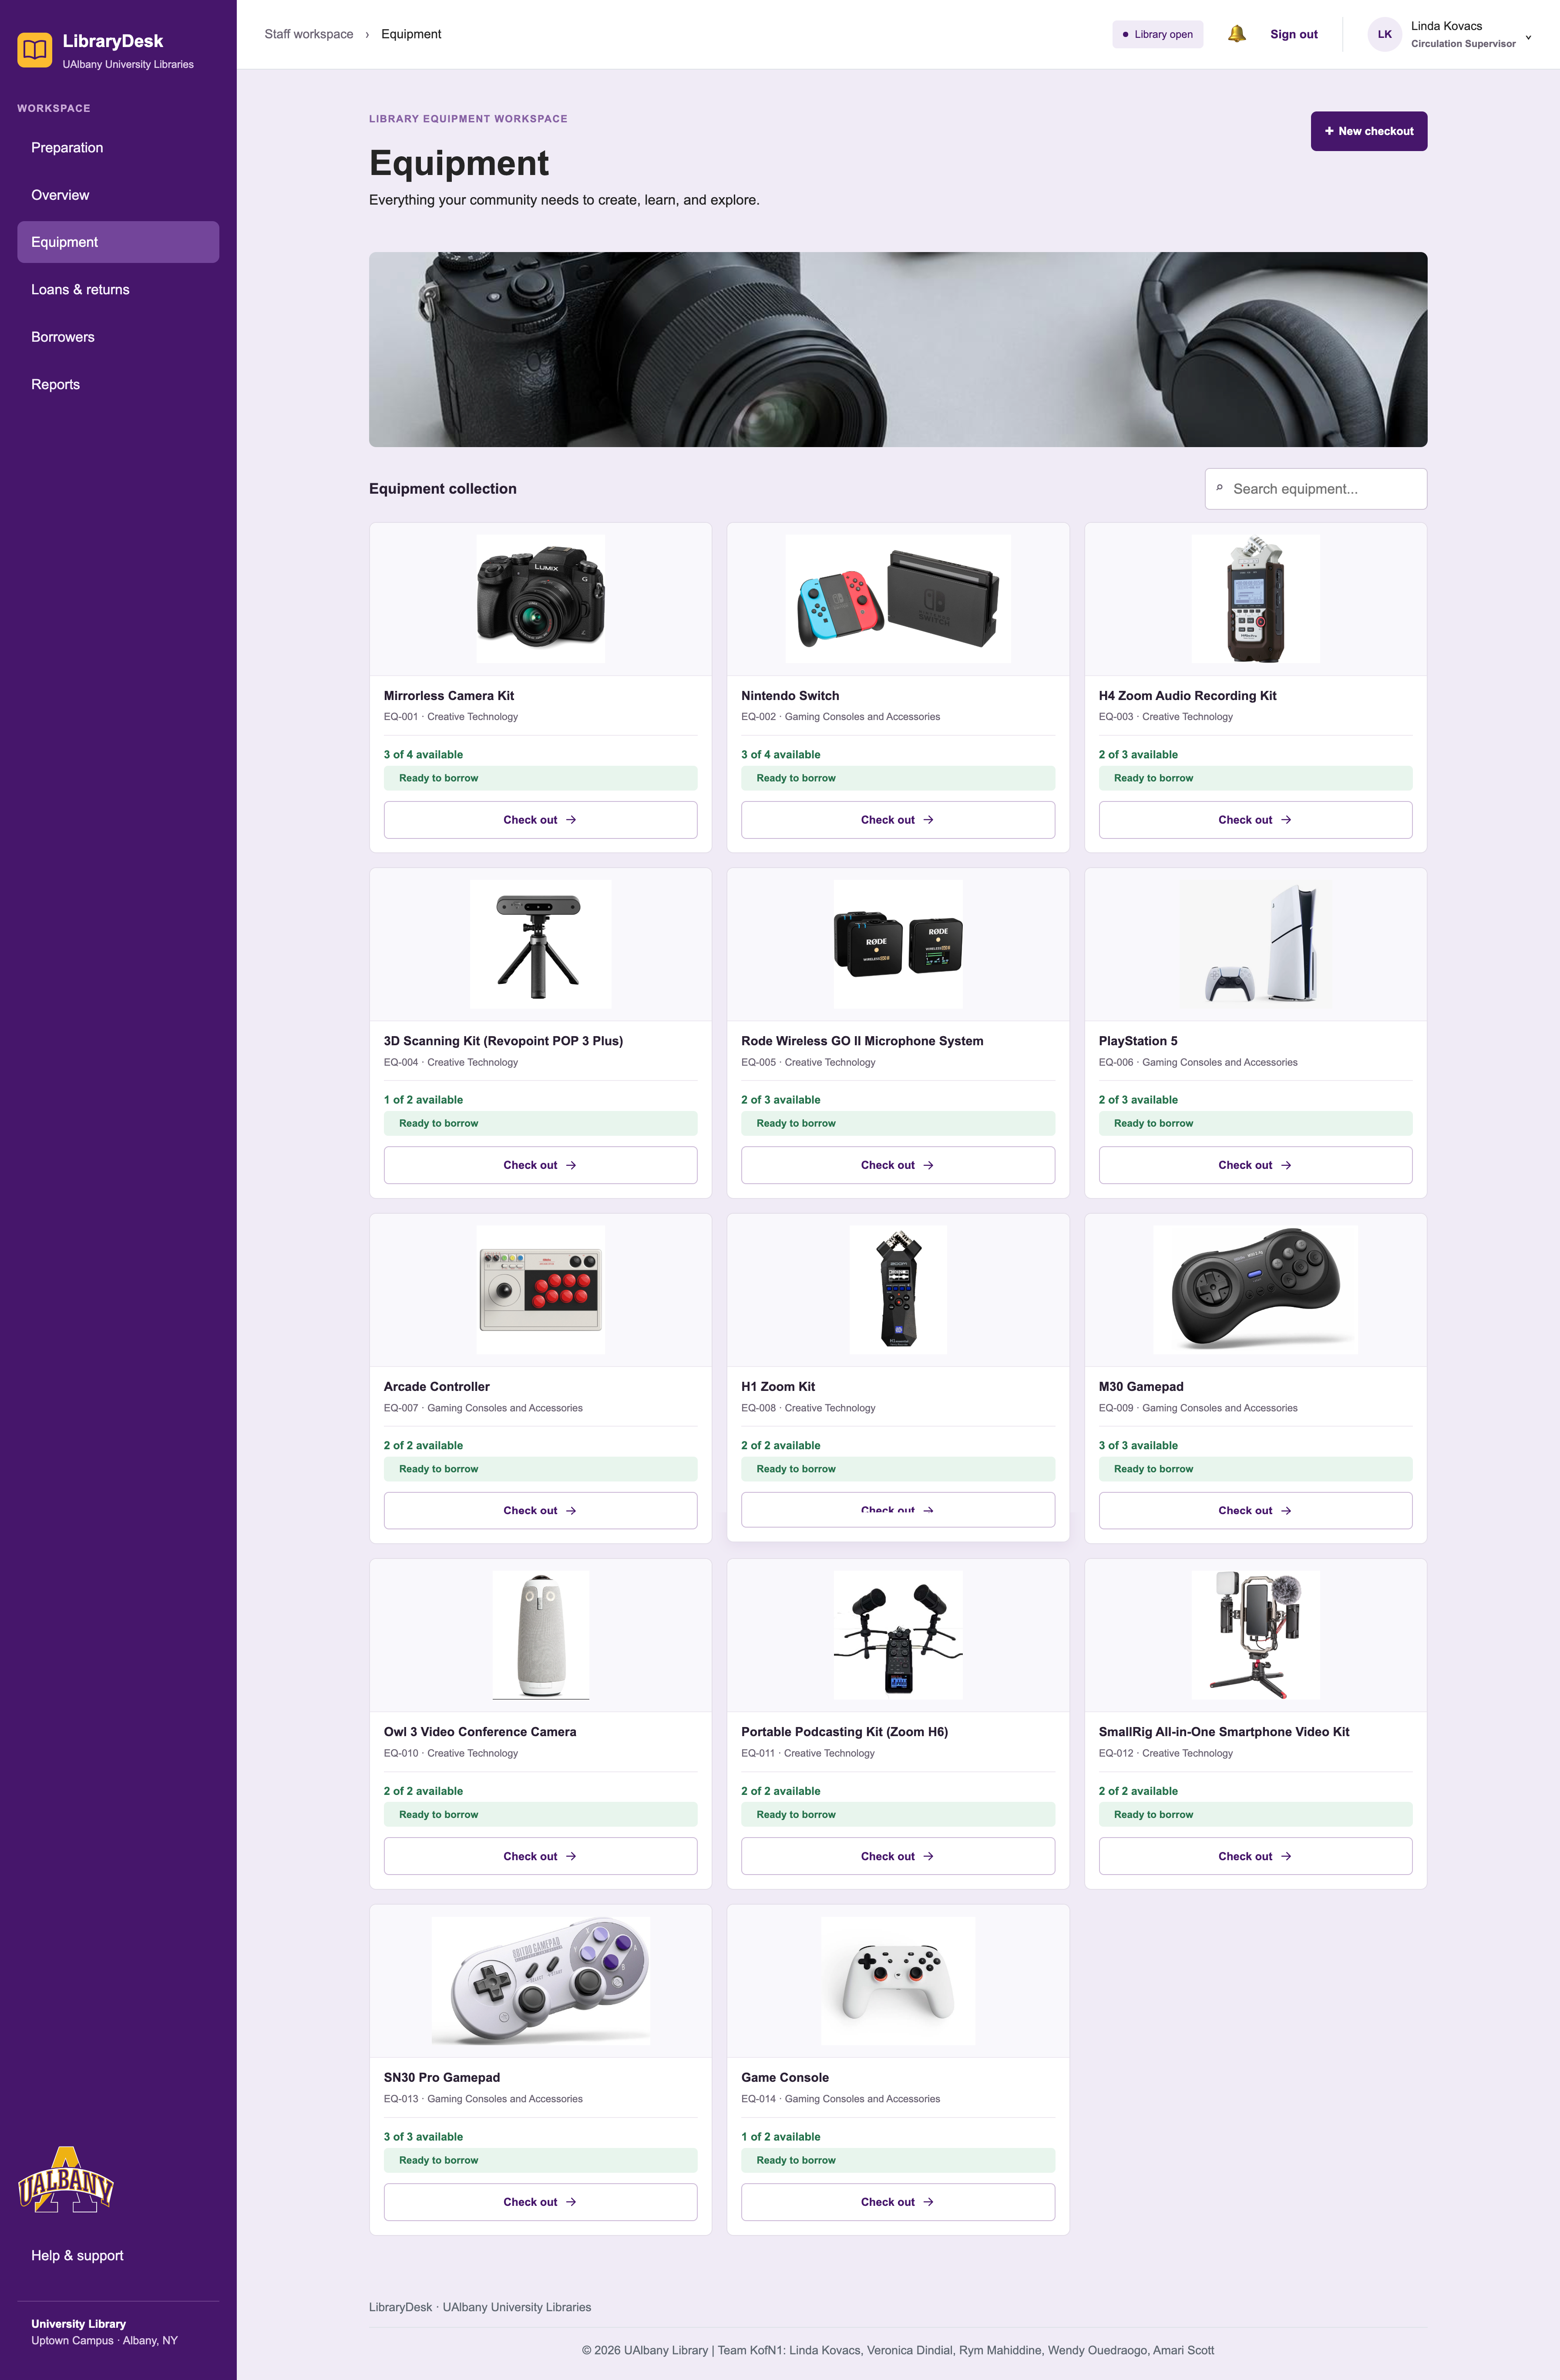 LibraryDesk
UAlbany University Libraries
WORKSPACE
Preparation
Overview
Equipment
Loans & returns
Borrowers
Reports
UALBANY
Help & support
University Library
Uptown Campus · Albany, NY
Staff workspace › Equipment
Library open
Sign out
LK
Linda Kovacs
Circulation Supervisor
LIBRARY EQUIPMENT WORKSPACE
Equipment
Everything your community needs to create, learn, and explore.
+ New checkout
Equipment collection
Search equipment...
LUMIX
G
Mirrorless Camera Kit
EQ-001 · Creative Technology
3 of 4 available
Ready to borrow
Check out →
SWITCH
Nintendo Switch
EQ-002 · Gaming Consoles and Accessories
3 of 4 available
Ready to borrow
Check out →
H4 Zoom Audio Recording Kit
EQ-003 · Creative Technology
2 of 3 available
Ready to borrow
Check out →
3D Scanning Kit (Revopoint POP 3 Plus)
EQ-004 · Creative Technology
1 of 2 available
Ready to borrow
Check out →
RØDE
RØDE
Rode Wireless GO II Microphone System
EQ-005 · Creative Technology
2 of 3 available
Ready to borrow
Check out →
PlayStation 5
EQ-006 · Gaming Consoles and Accessories
2 of 3 available
Ready to borrow
Check out →
Arcade Controller
EQ-007 · Gaming Consoles and Accessories
2 of 2 available
Ready to borrow
Check out →
ZOOM
H1
H1 Zoom Kit
EQ-008 · Creative Technology
2 of 2 available
Ready to borrow
Check out →
M30 Gamepad
EQ-009 · Gaming Consoles and Accessories
3 of 3 available
Ready to borrow
Check out →
Owl 3 Video Conference Camera
EQ-010 · Creative Technology
2 of 2 available
Ready to borrow
Check out →
Portable Podcasting Kit (Zoom H6)
EQ-011 · Creative Technology
2 of 2 available
Ready to borrow
Check out →
SmallRig All-in-One Smartphone Video Kit
EQ-012 · Creative Technology
2 of 2 available
Ready to borrow
Check out →
8BITDO GAMEPAD
SN30 Pro Gamepad
EQ-013 · Gaming Consoles and Accessories
3 of 3 available
Ready to borrow
Check out →
Game Console
EQ-014 · Gaming Consoles and Accessories
1 of 2 available
Ready to borrow
Check out →
LibraryDesk · UAlbany University Libraries
© 2026 UAlbany Library | Team KofN1: Linda Kovacs, Veronica Dindial, Rym Mahiddine, Wendy Ouedraogo, Amari Scott